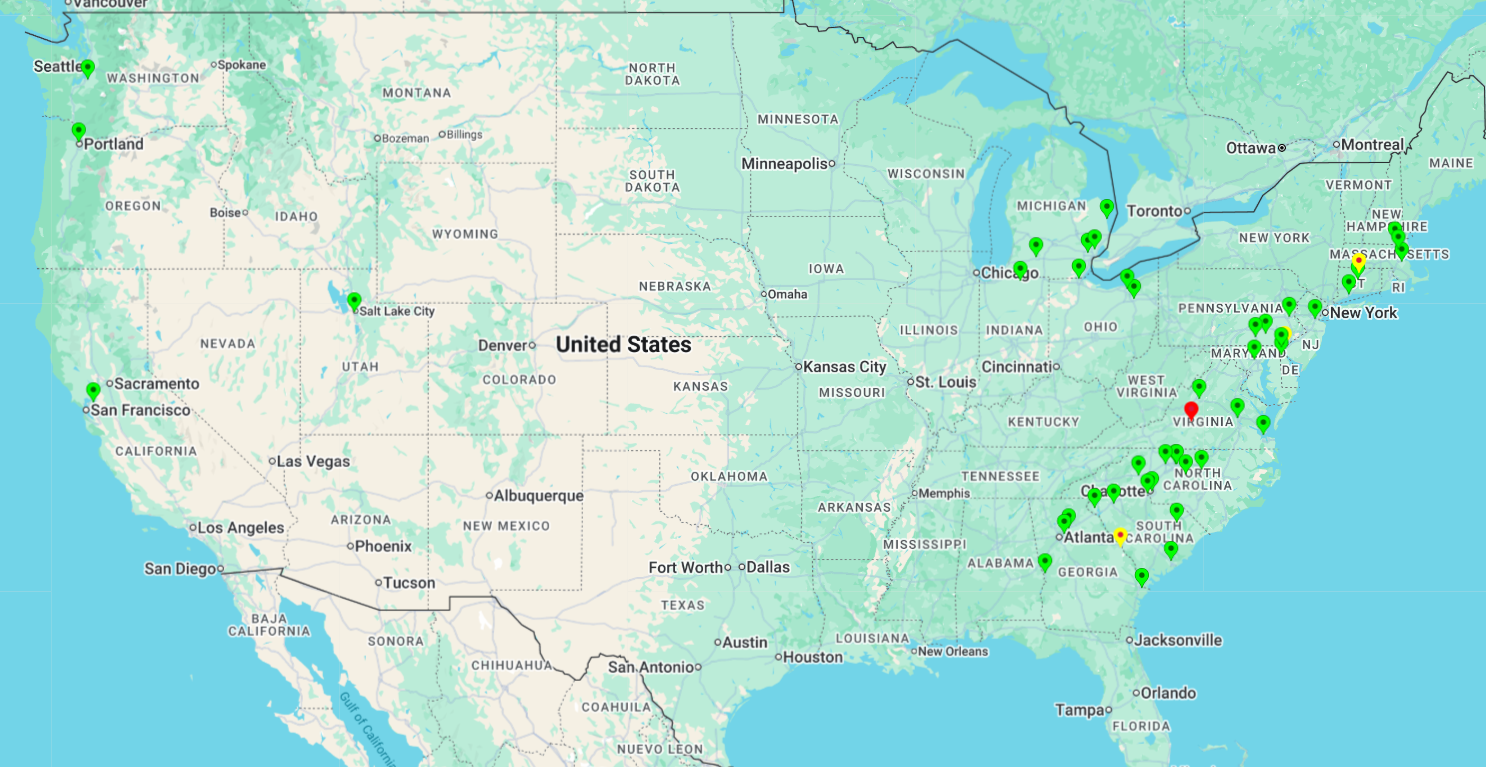 Vancouver
Seattle
WASHINGTON
Spokane
MONTANA
NORTH
DAKOTA
MINNESOTA
Bozeman
Billings
Portland
Ottawa
Montreal
MAINE
Minneapolis
WISCONSIN
SOUTH
DAKOTA
VERMONT
OREGON
Boise
IDAHO
MICHIGAN
Toronto
NEW
HAMPSHIRE
WYOMING
NEW YORK
MASSACHUSETTS
IOWA
Chicago
NEBRASKA
Omaha
RI
Salt Lake City
PENNSYLVANIA
New York
NEVADA
Denver
United States
ILLINOIS
INDIANA
OHIO
NJ
MARYLAND
UTAH
Kansas City
Cincinnati
DE
Sacramento
COLORADO
KANSAS
MISSOURI
St. Louis
WEST
VIRGINIA
San Francisco
KENTUCKY
VIRGINIA
CALIFORNIA
Las Vegas
OKLAHOMA
TENNESSEE
NORTH
CAROLINA
Albuquerque
Memphis
Charlotte
ARKANSAS
Los Angeles
ARIZONA
NEW MEXICO
SOUTH
CAROLINA
Phoenix
MISSISSIPPI
Atlanta
San Diego
Fort Worth
Dallas
ALABAMA
GEORGIA
Tucson
TEXAS
BAJA
CALIFORNIA
SONORA
Austin
LOUISIANA
Jacksonville
CHIHUAHUA
San Antonio
Houston
New Orleans
Gulf of California
COAHUILA
Orlando
Tampa
FLORIDA
NUEVO LEON